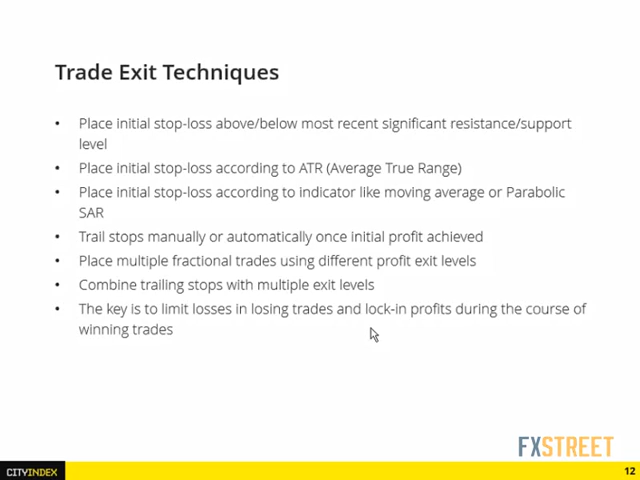 Trade Exit Techniques
• Place initial stop-loss above/below most recent significant resistance/support
level
• Place initial stop-loss according to ATR (Average True Range)
• Place initial stop-loss according to indicator like moving average or Parabolic
SAR
• Trail stops manually or automatically once initial profit achieved
• Place multiple fractional trades using different profit exit levels
• Combine trailing stops with multiple exit levels
• The key is to limit losses in losing trades and lock-in profits during the course of
winning trades
FXSTREET
CITYINDEX
12